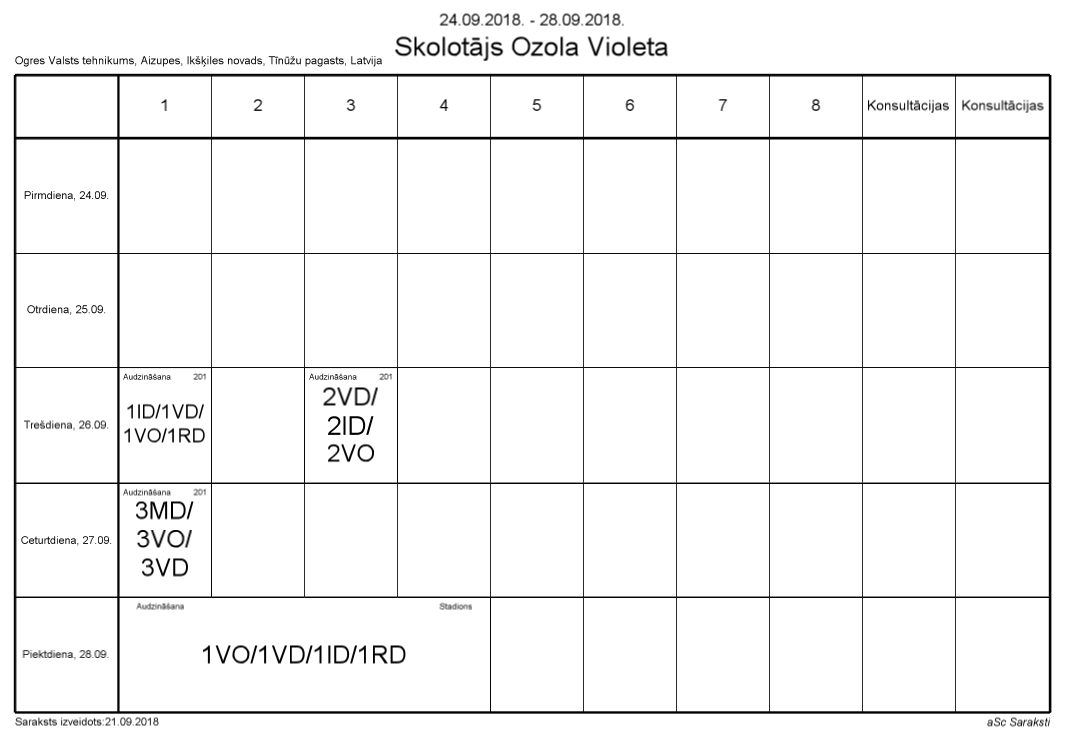 24.09.2018. - 28.09.2018.
Skolotājs Ozola Violeta
Ogres Valsts tehnikums, Aizupes, Ikšķiles novads, Tīnūžu pagasts, Latvija
1 2 3 4 5 6 7 8 Konsultācijas Konsultācijas
Pirmdiena, 24.09.
Otrdiena, 25.09.
Trešdiena, 26.09.
Audzināšana 201
1ID/1VD/
1VO/1RD
Audzināšana 201
2VD/
2ID/
2VO
Ceturtdiena, 27.09.
Audzināšana 201
3MD/
3VO/
3VD
Piektdiena, 28.09.
Audzināšana Stadions
1VO/1VD/1ID/1RD
Saraksts izveidots:21.09.2018
aSc Saraksti